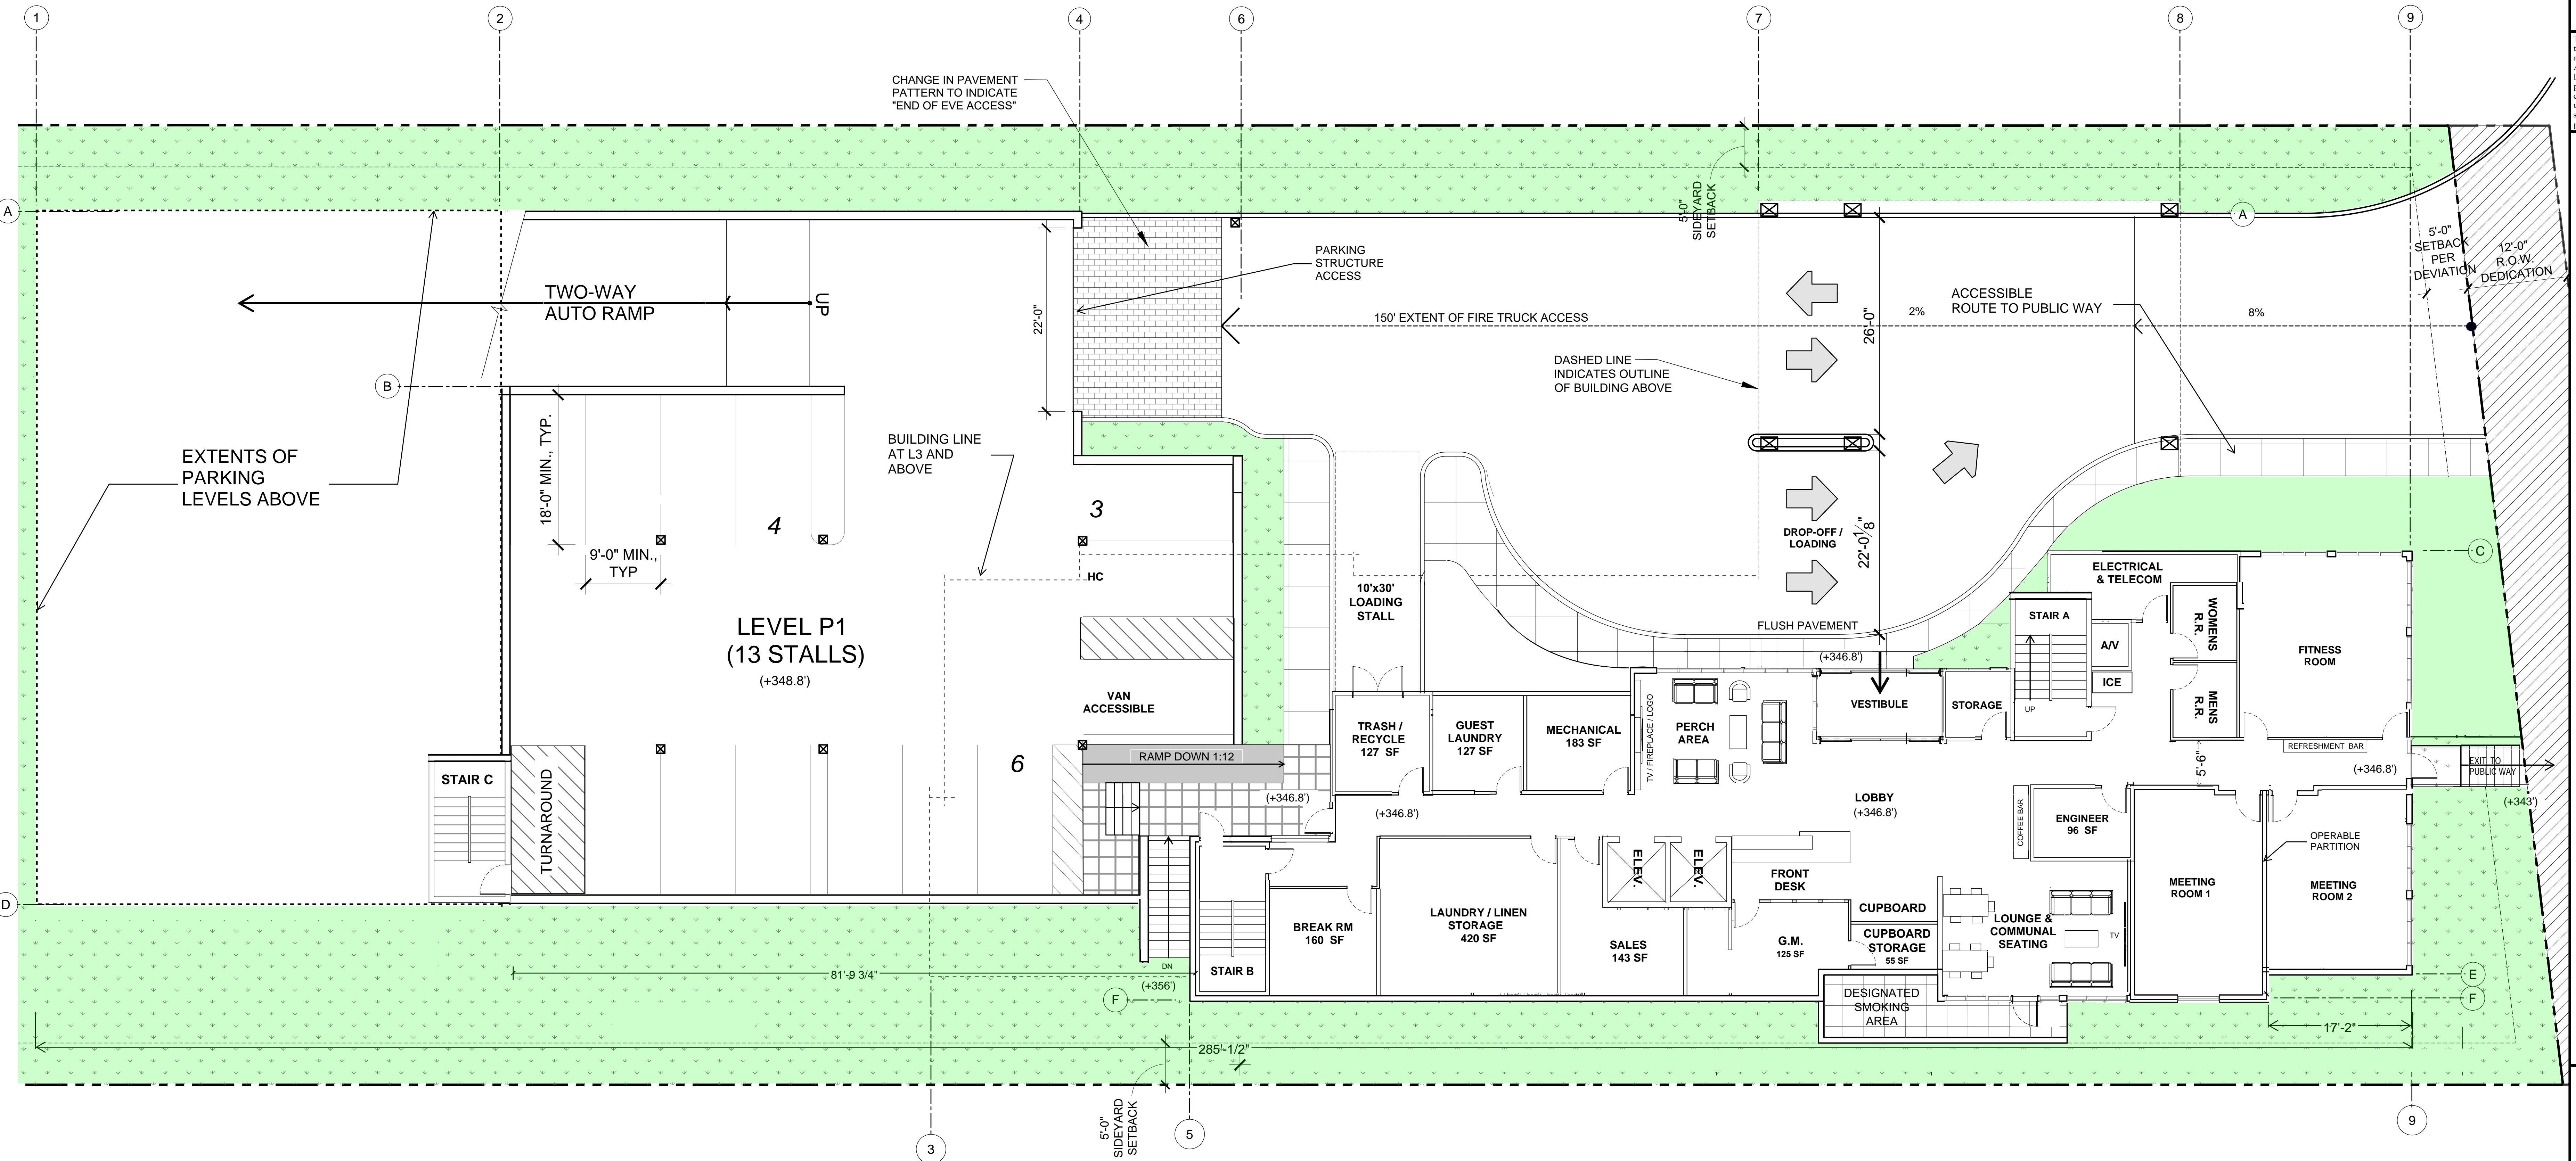 1
2
4
6
7
8
9
CHANGE IN PAVEMENT
PATTERN TO INDICATE
"END OF EVE ACCESS"
5'-0"
SIDEYARD
SETBACK
A
A
5'-0"
SETBACK
PER
DEVIATION
12'-0"
R.O.W.
DEDICATION
PARKING
STRUCTURE
ACCESS
TWO-WAY
AUTO RAMP
UP
22'-0"
150' EXTENT OF FIRE TRUCK ACCESS
26'-0"
2%
ACCESSIBLE
ROUTE TO PUBLIC WAY
8%
DASHED LINE
INDICATES OUTLINE
OF BUILDING ABOVE
B
EXTENTS OF
PARKING
LEVELS ABOVE
18'-0" MIN., TYP.
BUILDING LINE
AT L3 AND
ABOVE
4
3
9'-0" MIN.,
TYP
HC
DROP-OFF /
LOADING
22'-0 1/8"
C
ELECTRICAL
& TELECOM
10'x30'
LOADING
STALL
LEVEL P1
(13 STALLS)
(+348.8')
FLUSH PAVEMENT
(+346.8')
STAIR A
UP
A/V
ICE
WOMENS
R.R.
MENS
R.R.
FITNESS
ROOM
VAN
ACCESSIBLE
TRASH /
RECYCLE
127 SF
GUEST
LAUNDRY
127 SF
MECHANICAL
183 SF
TV / FIREPLACE / LOGO
PERCH
AREA
VESTIBULE
STORAGE
REFRESHMENT BAR
5'-6"
(+346.8')
EXIT TO
PUBLIC WAY
(+343')
6
RAMP DOWN 1:12
STAIR C
TURNAROUND
(+346.8')
(+346.8')
LOBBY
(+346.8')
COFFEE BAR
ENGINEER
96 SF
OPERABLE
PARTITION
ELEV.
ELEV.
FRONT
DESK
MEETING
ROOM 1
MEETING
ROOM 2
D
BREAK RM
160 SF
LAUNDRY / LINEN
STORAGE
420 SF
SALES
143 SF
G.M.
125 SF
CUPBOARD
CUPBOARD
STORAGE
55 SF
LOUNGE &
COMMUNAL
SEATING
TV
81'-9 3/4"
DN
(+356')
STAIR B
F
DESIGNATED
SMOKING
AREA
E
F
17'-2"
285'-1/2"
5'-0"
SIDEYARD
SETBACK
3
5
9